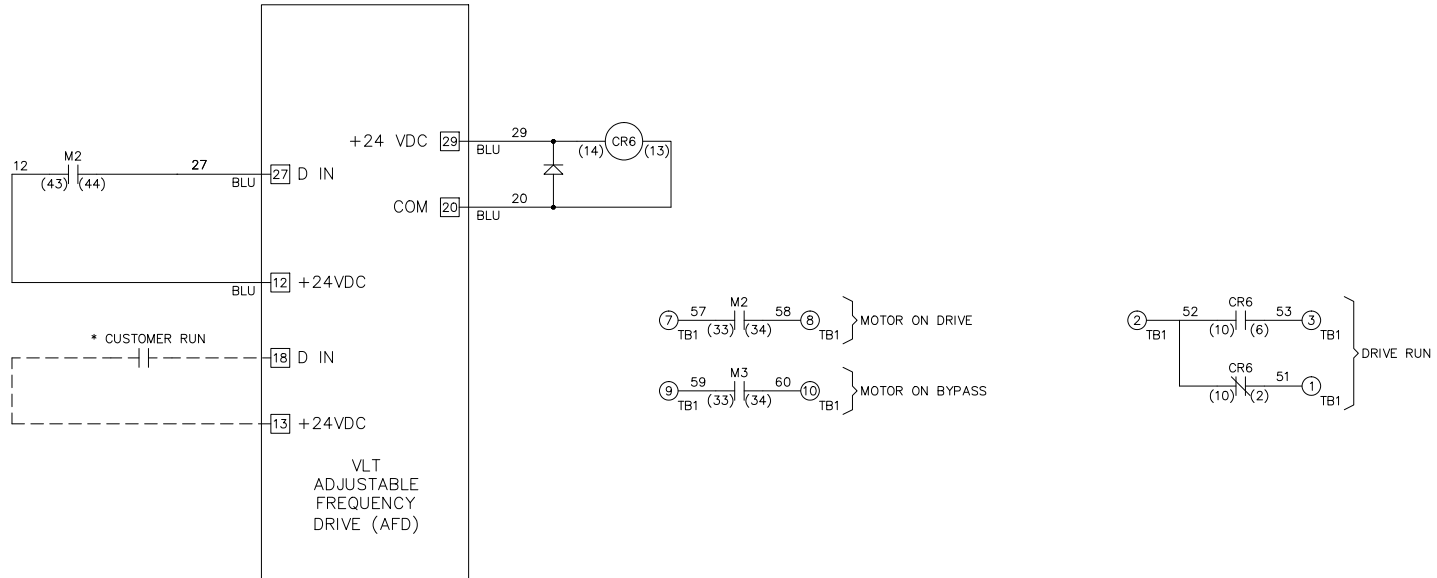 +24 VDC 29 29 BLU (14) CR6 (13)
12 M2 (43) (44) 27 BLU 27 D IN
COM 20 20 BLU
BLU 12 +24VDC
* CUSTOMER RUN
18 D IN
13 +24VDC
VLT
ADJUSTABLE
FREQUENCY
DRIVE (AFD)
7 TB1 57 M2 (33) (34) 58 8 TB1 MOTOR ON DRIVE
9 TB1 59 M3 (33) (34) 60 10 TB1 MOTOR ON BYPASS
2 TB1 52 CR6 (10) (6) 53 3 TB1
DRIVE RUN
CR6 (10) (2) 51 1 TB1